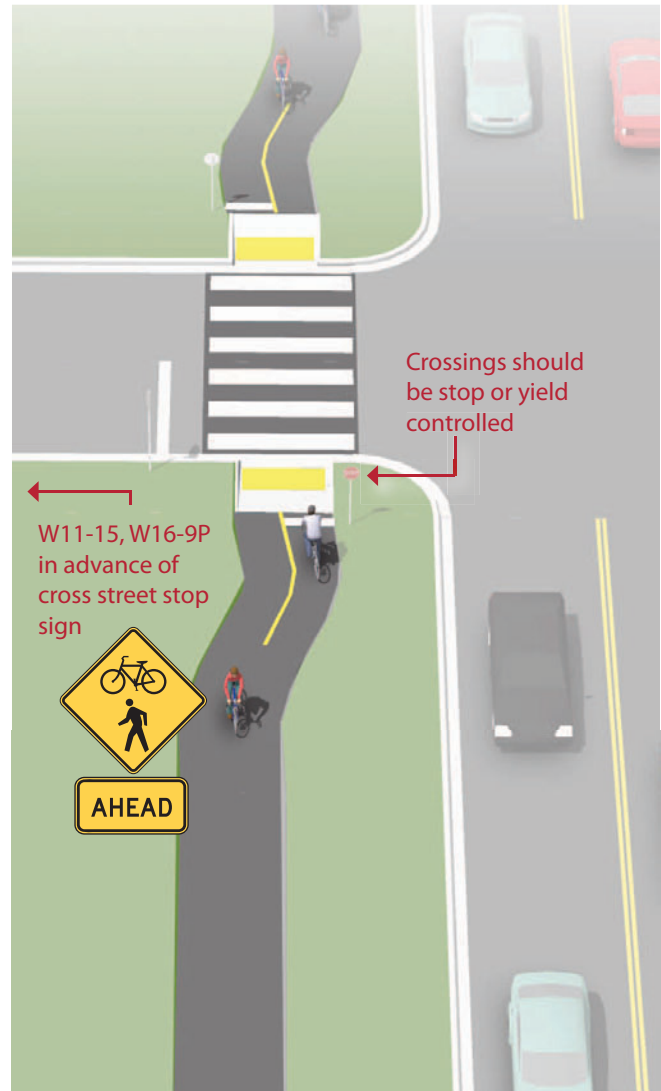 Crossings should
be stop or yield
controlled
W11-15, W16-9P
in advance of
cross street stop
sign
AHEAD